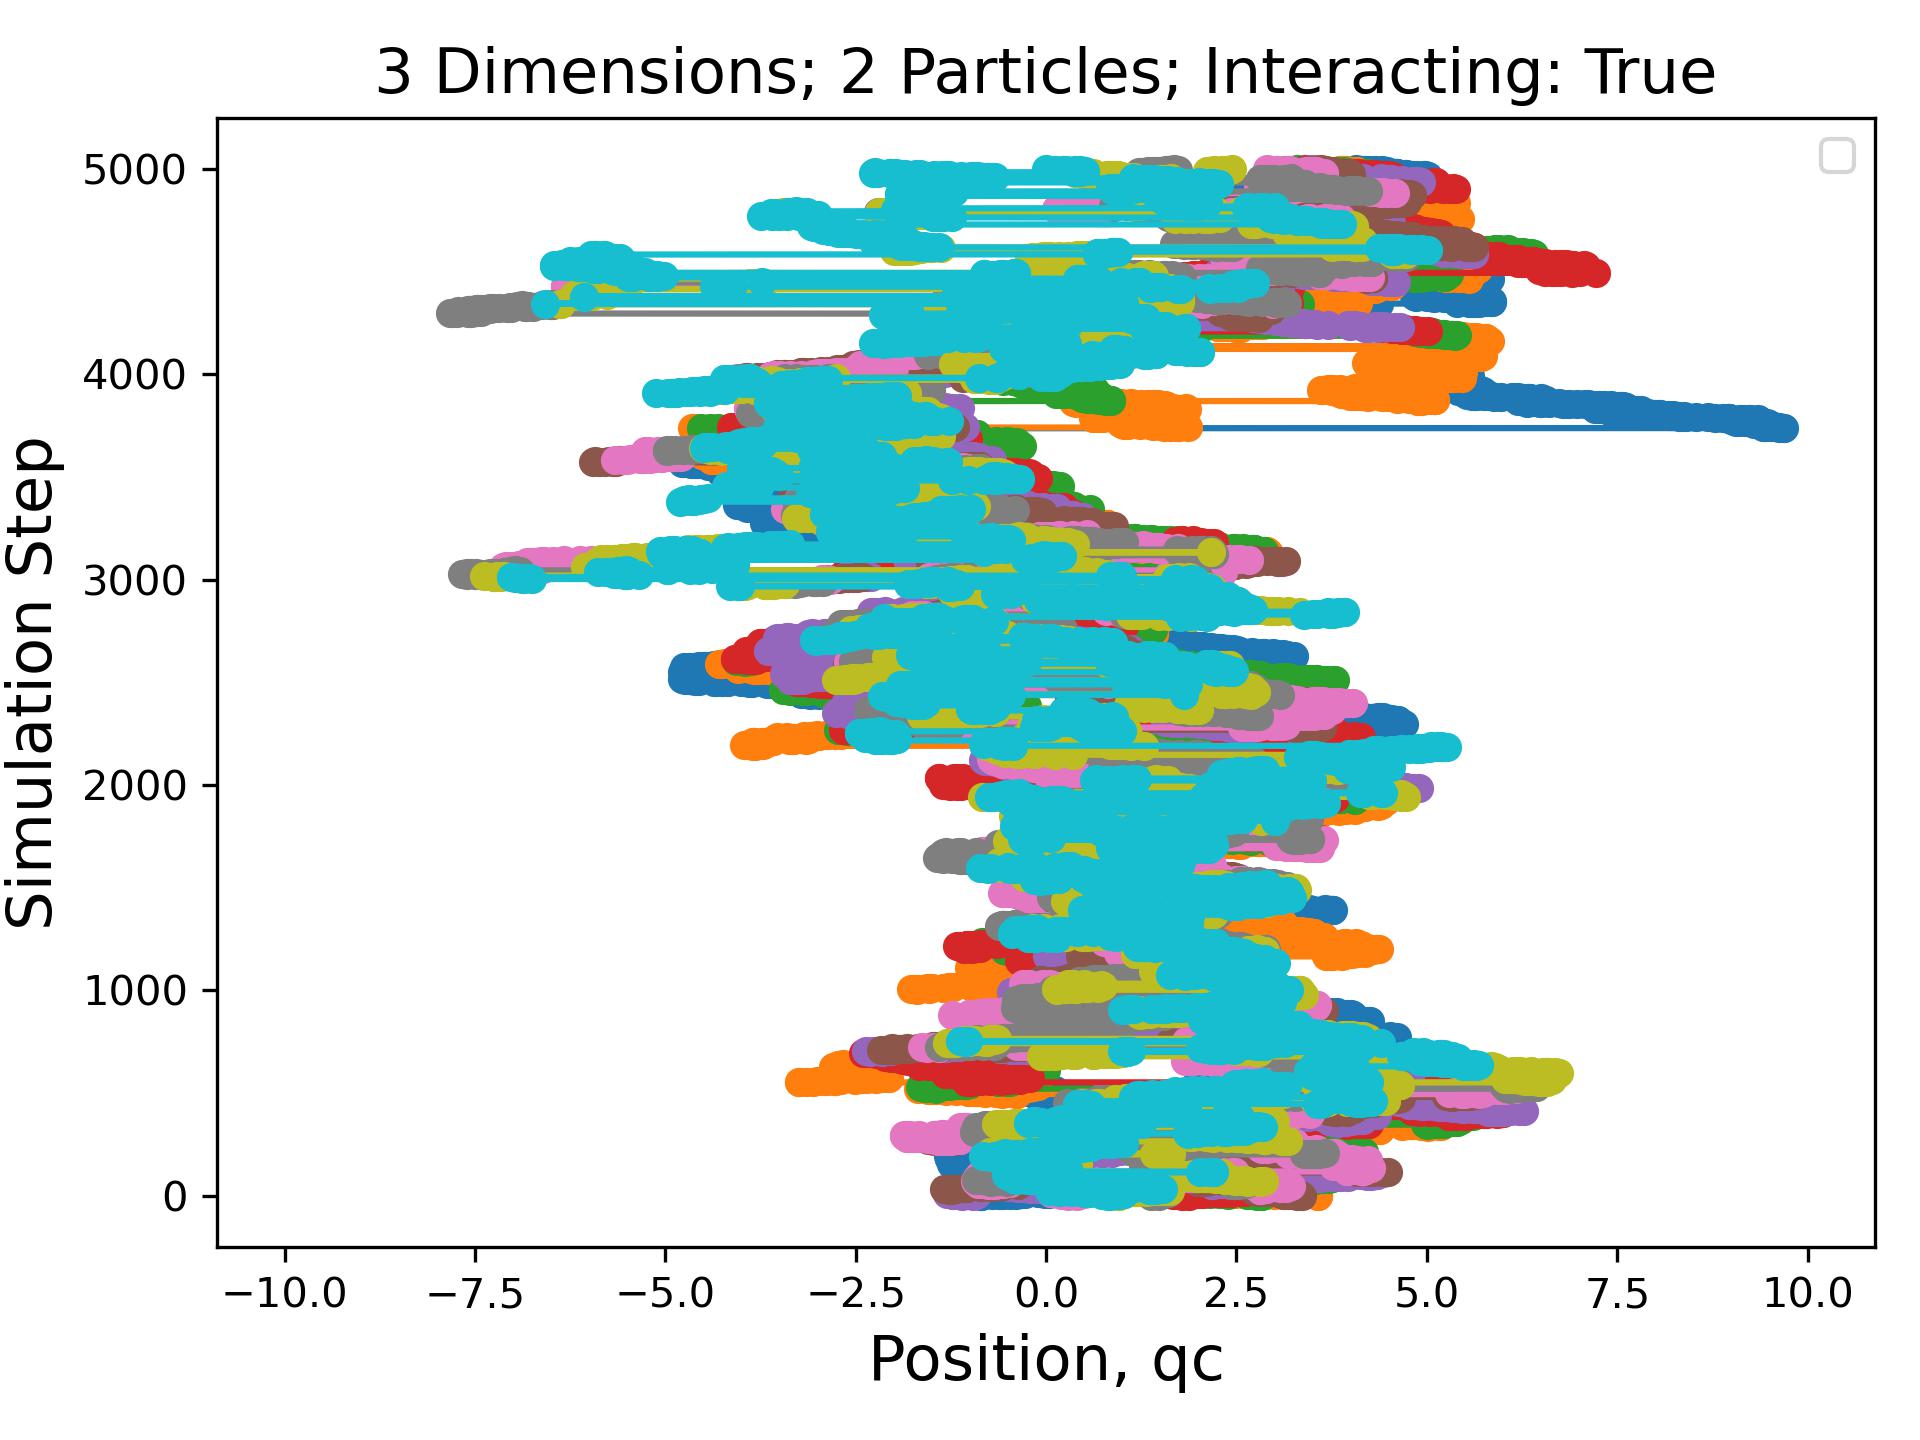 3 Dimensions; 2 Particles; Interacting: True
Simulation Step
5000
4000
3000
2000
1000
0
−10.0 −7.5 −5.0 −2.5 0.0 2.5 5.0 7.5 10.0
Position, qc